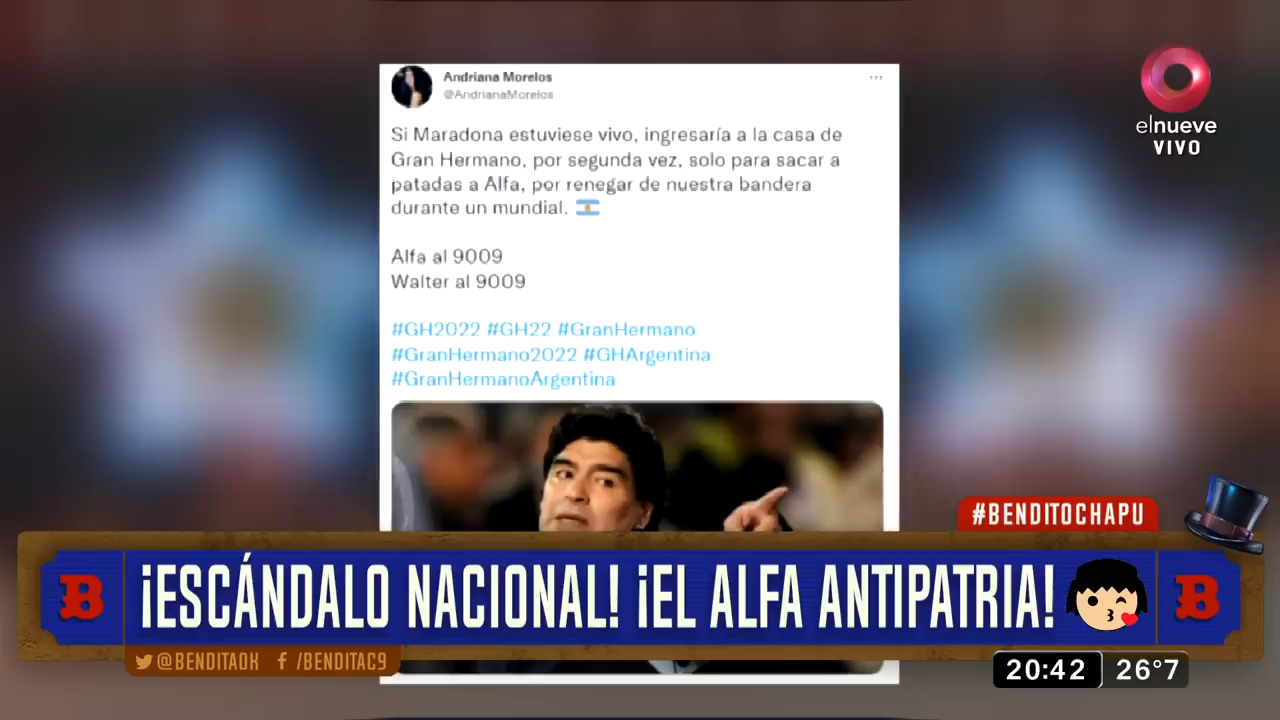 Andriana Morelos
@AndrianaMorelos
Si Maradona estuviese vivo, ingresaría a la casa de
Gran Hermano, por segunda vez, solo para sacar a
patadas a Alfa, por renegar de nuestra bandera
durante un mundial. 🇦🇷
Alfa al 9009
Walter al 9009
#GH2022 #GH22 #GranHermano
#GranHermano2022 #GHArgentina
#GranHermanoArgentina
elnueve
VIVO
#BENDITOCHAPU
B
¡ESCÁNDALO NACIONAL! ¡EL ALFA ANTIPATRIA!
B
@BENDITAOK f /BENDITAC9
20:42 26°7